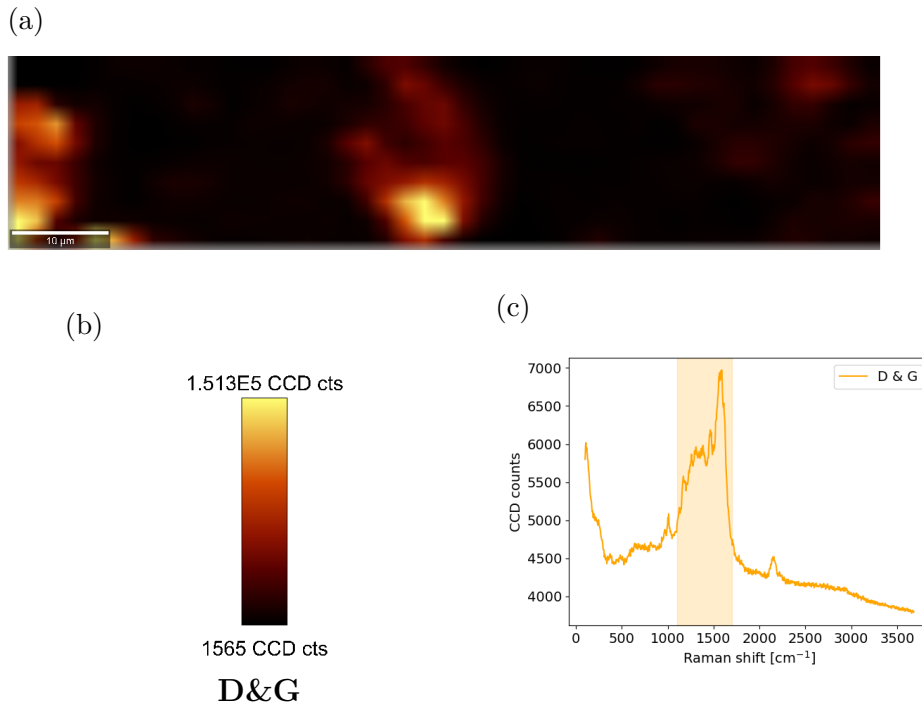 (a)
10 µm
(b)
1.513E5 CCD cts
1565 CCD cts
D&G
(c)
D & G
7000
6500
6000
5500
5000
4500
4000
CCD counts
0 500 1000 1500 2000 2500 3000 3500
Raman shift [cm⁻¹]